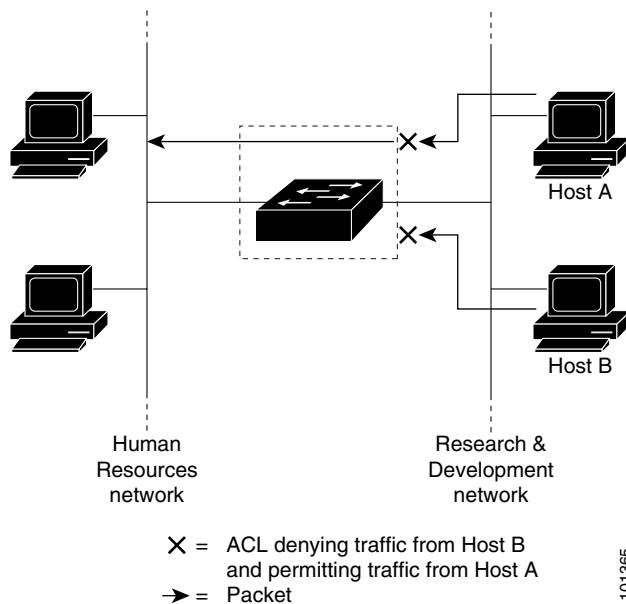 Host A
Host B
Human
Resources
network
Research &
Development
network
X = ACL denying traffic from Host B
and permitting traffic from Host A
→ = Packet
101365